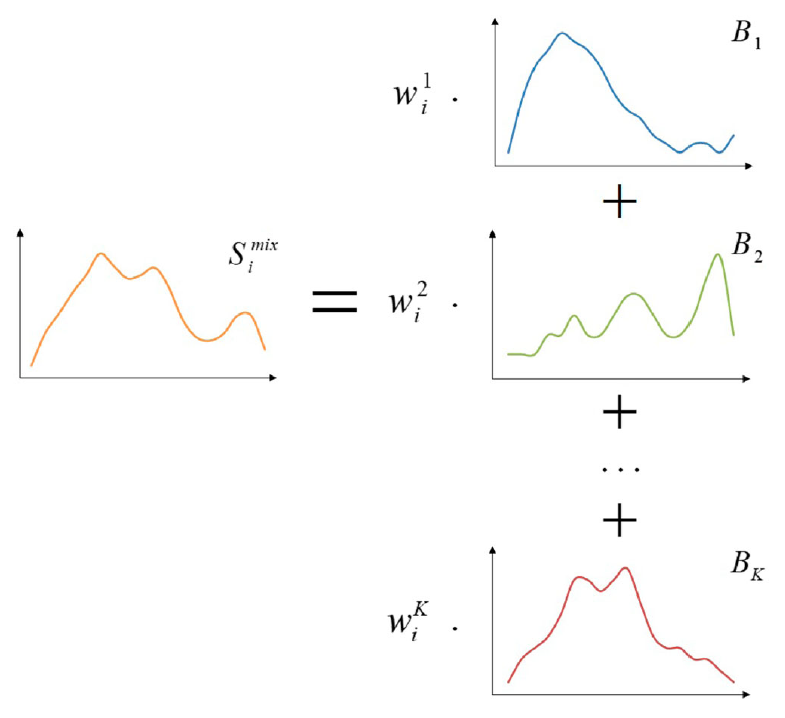 w_i^1 · B_1
+
S_i^{mix} = w_i^2 · B_2
+
...
+
w_i^K · B_K